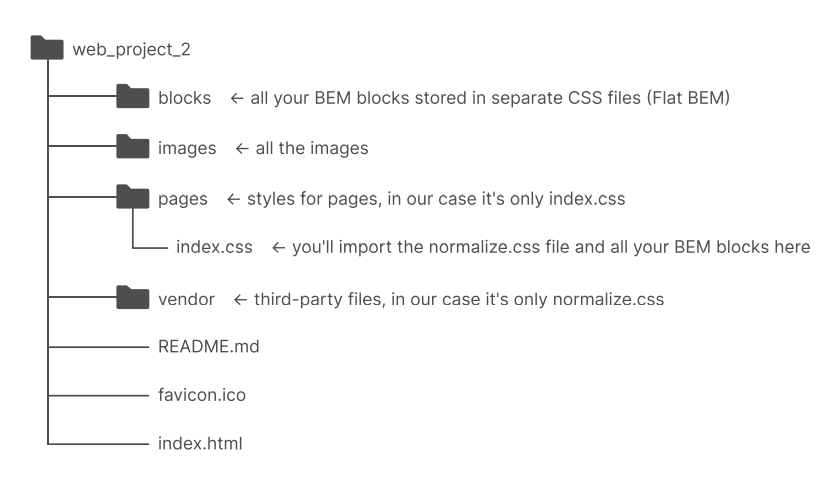 web_project_2
blocks ← all your BEM blocks stored in separate CSS files (Flat BEM)
images ← all the images
pages ← styles for pages, in our case it's only index.css
index.css ← you'll import the normalize.css file and all your BEM blocks here
vendor ← third-party files, in our case it's only normalize.css
README.md
favicon.ico
index.html